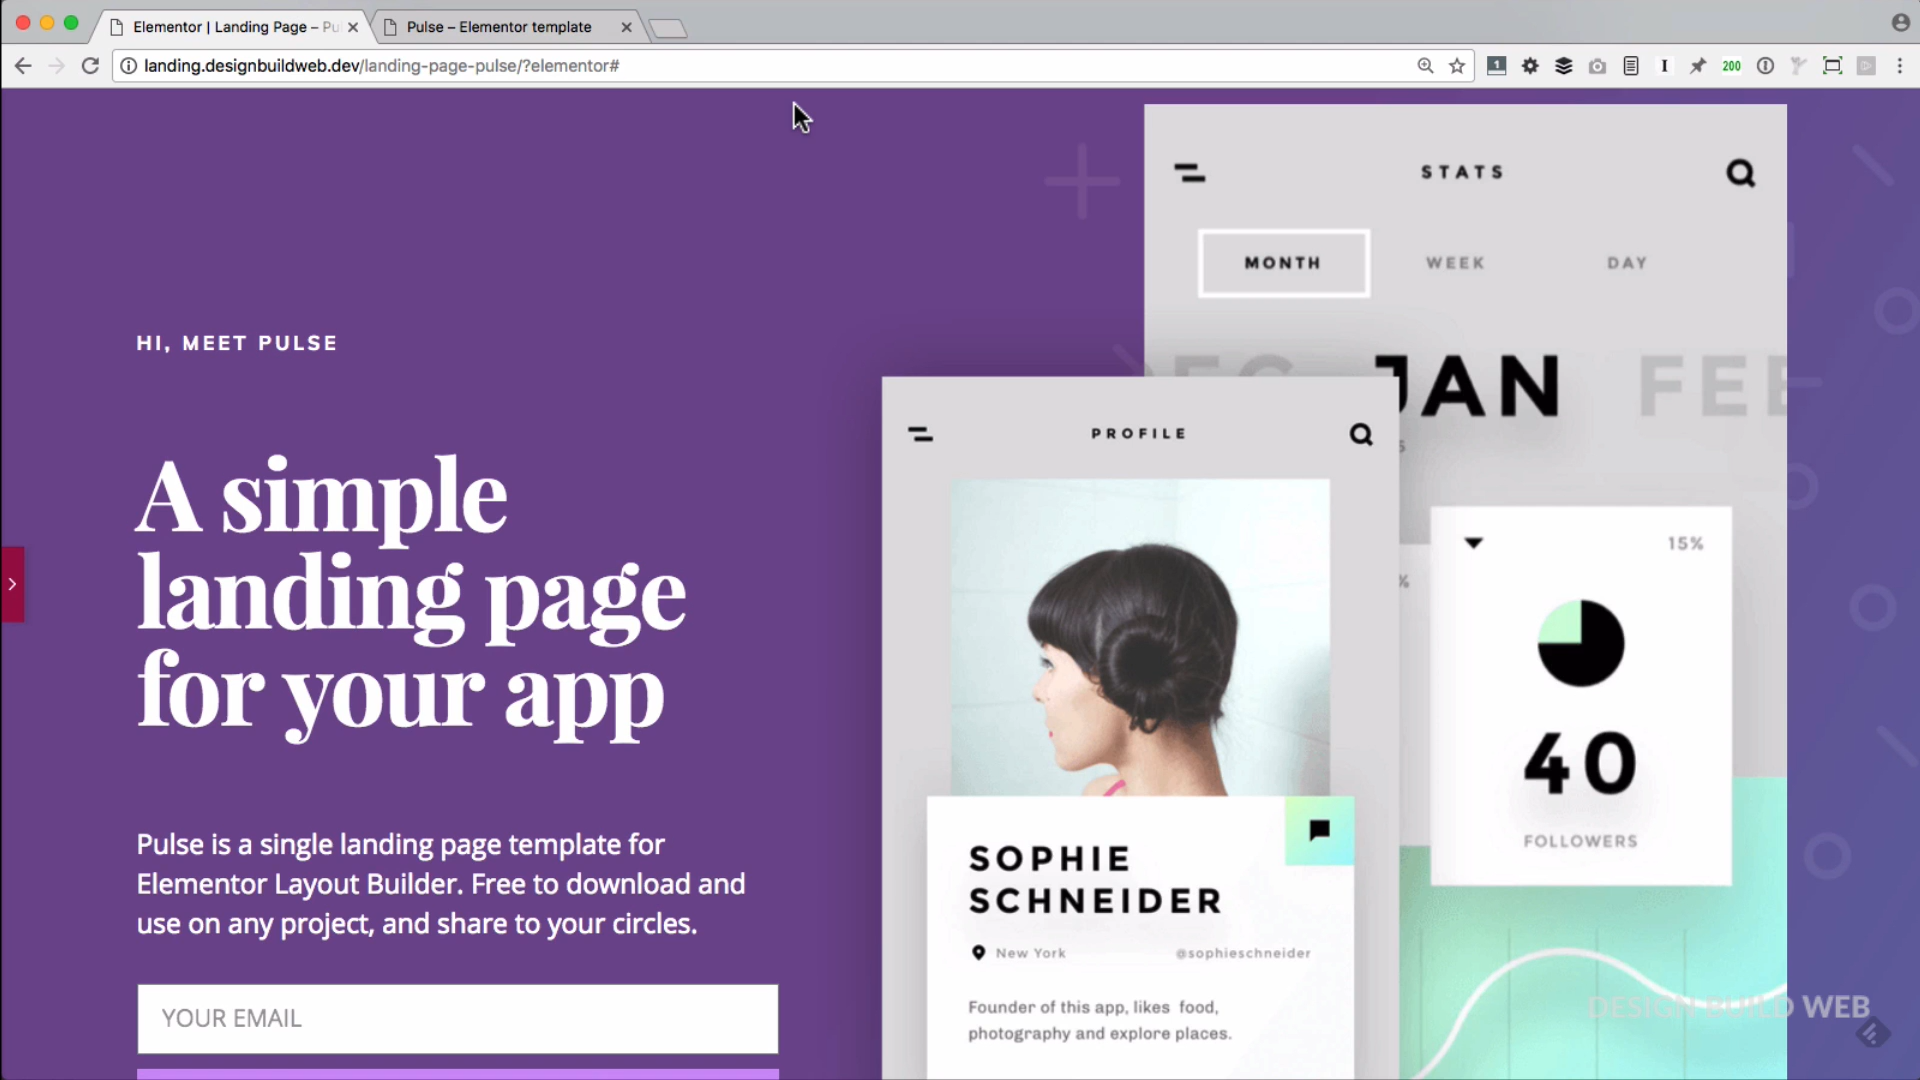 Elementor | Landing Page – Pu
Pulse – Elementor template
landing.designbuildweb.dev/landing-page-pulse/?elementor#
1
I
200
STATS
MONTH WEEK DAY
HI, MEET PULSE
JAN
PROFILE
A simple
landing page
for your app
15%
%
40
FOLLOWERS
Pulse is a single landing page template for
Elementor Layout Builder. Free to download and
use on any project, and share to your circles.
SOPHIE
SCHNEIDER
New York @sophieschneider
Founder of this app, likes food,
photography and explore places.
YOUR EMAIL
DESIGN BUILD WEB